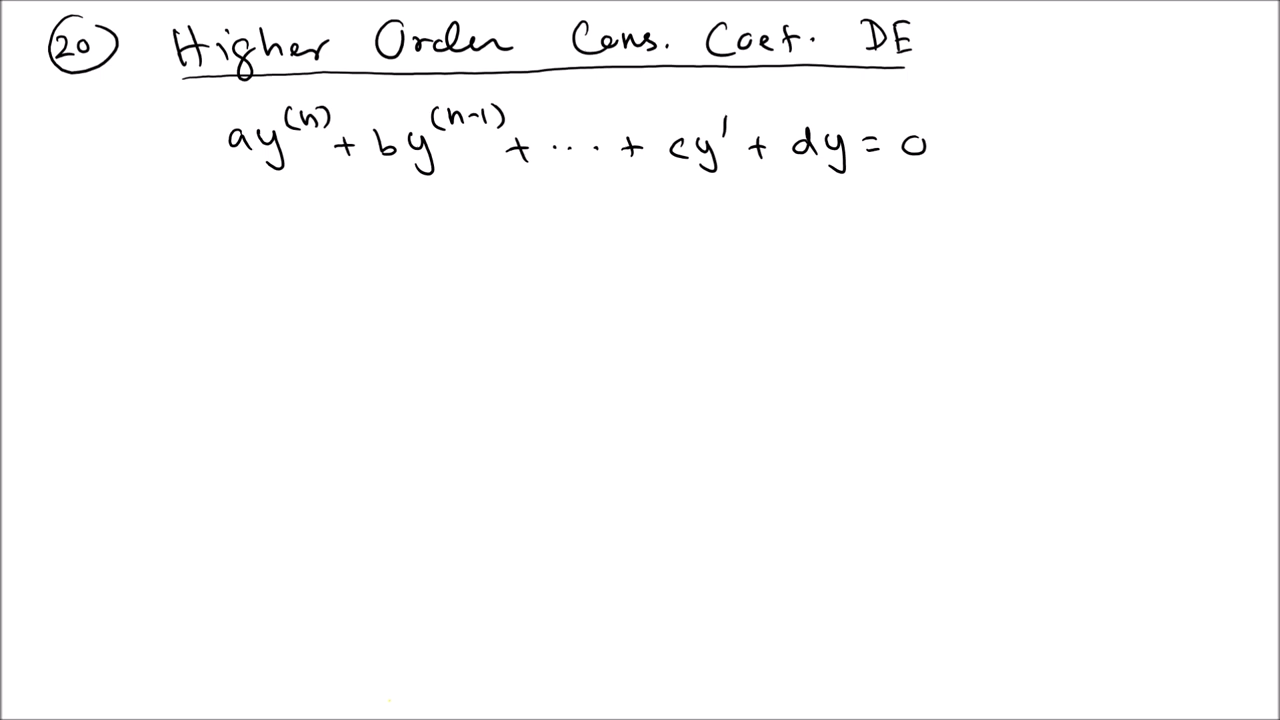 20 Higher Order Cons. Coef. DE
ay^(n) + by^(n-1) + ... + cy' + dy = 0